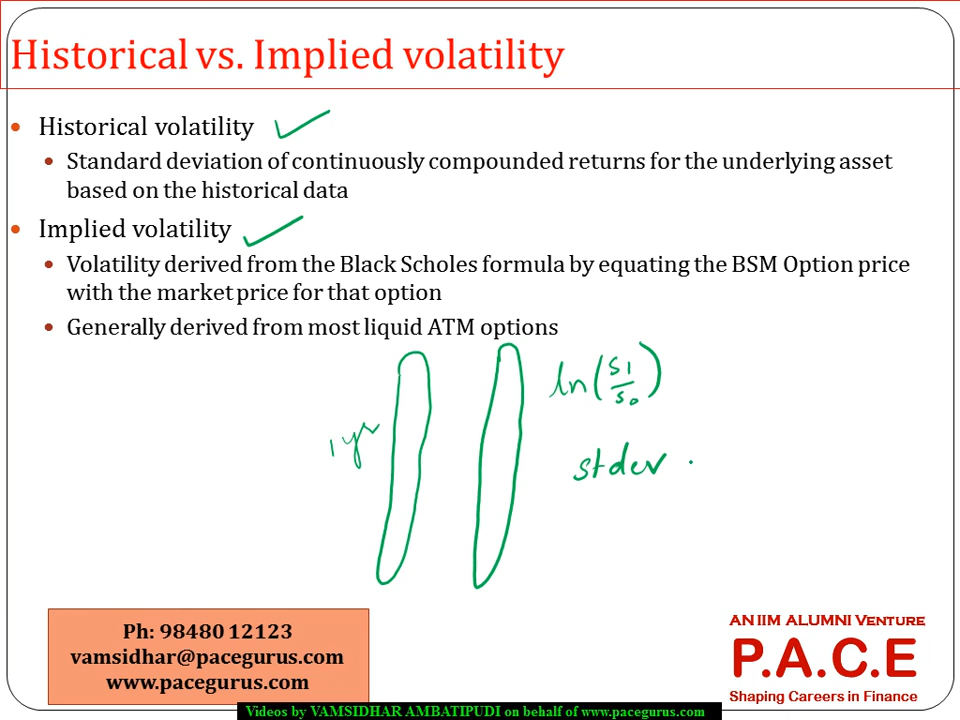 Historical vs. Implied volatility
• Historical volatility
• Standard deviation of continuously compounded returns for the underlying asset
based on the historical data
• Implied volatility
• Volatility derived from the Black Scholes formula by equating the BSM Option price
with the market price for that option
• Generally derived from most liquid ATM options
ln(S1/S0)
1 yr
stdev .
Ph: 98480 12123
vamsidhar@pacegurus.com
www.pacegurus.com
AN IIM ALUMNI VENTURE
P.A.C.E
Shaping Careers in Finance
Videos by VAMSIDHAR AMBATIPUDI on behalf of www.pacegurus.com